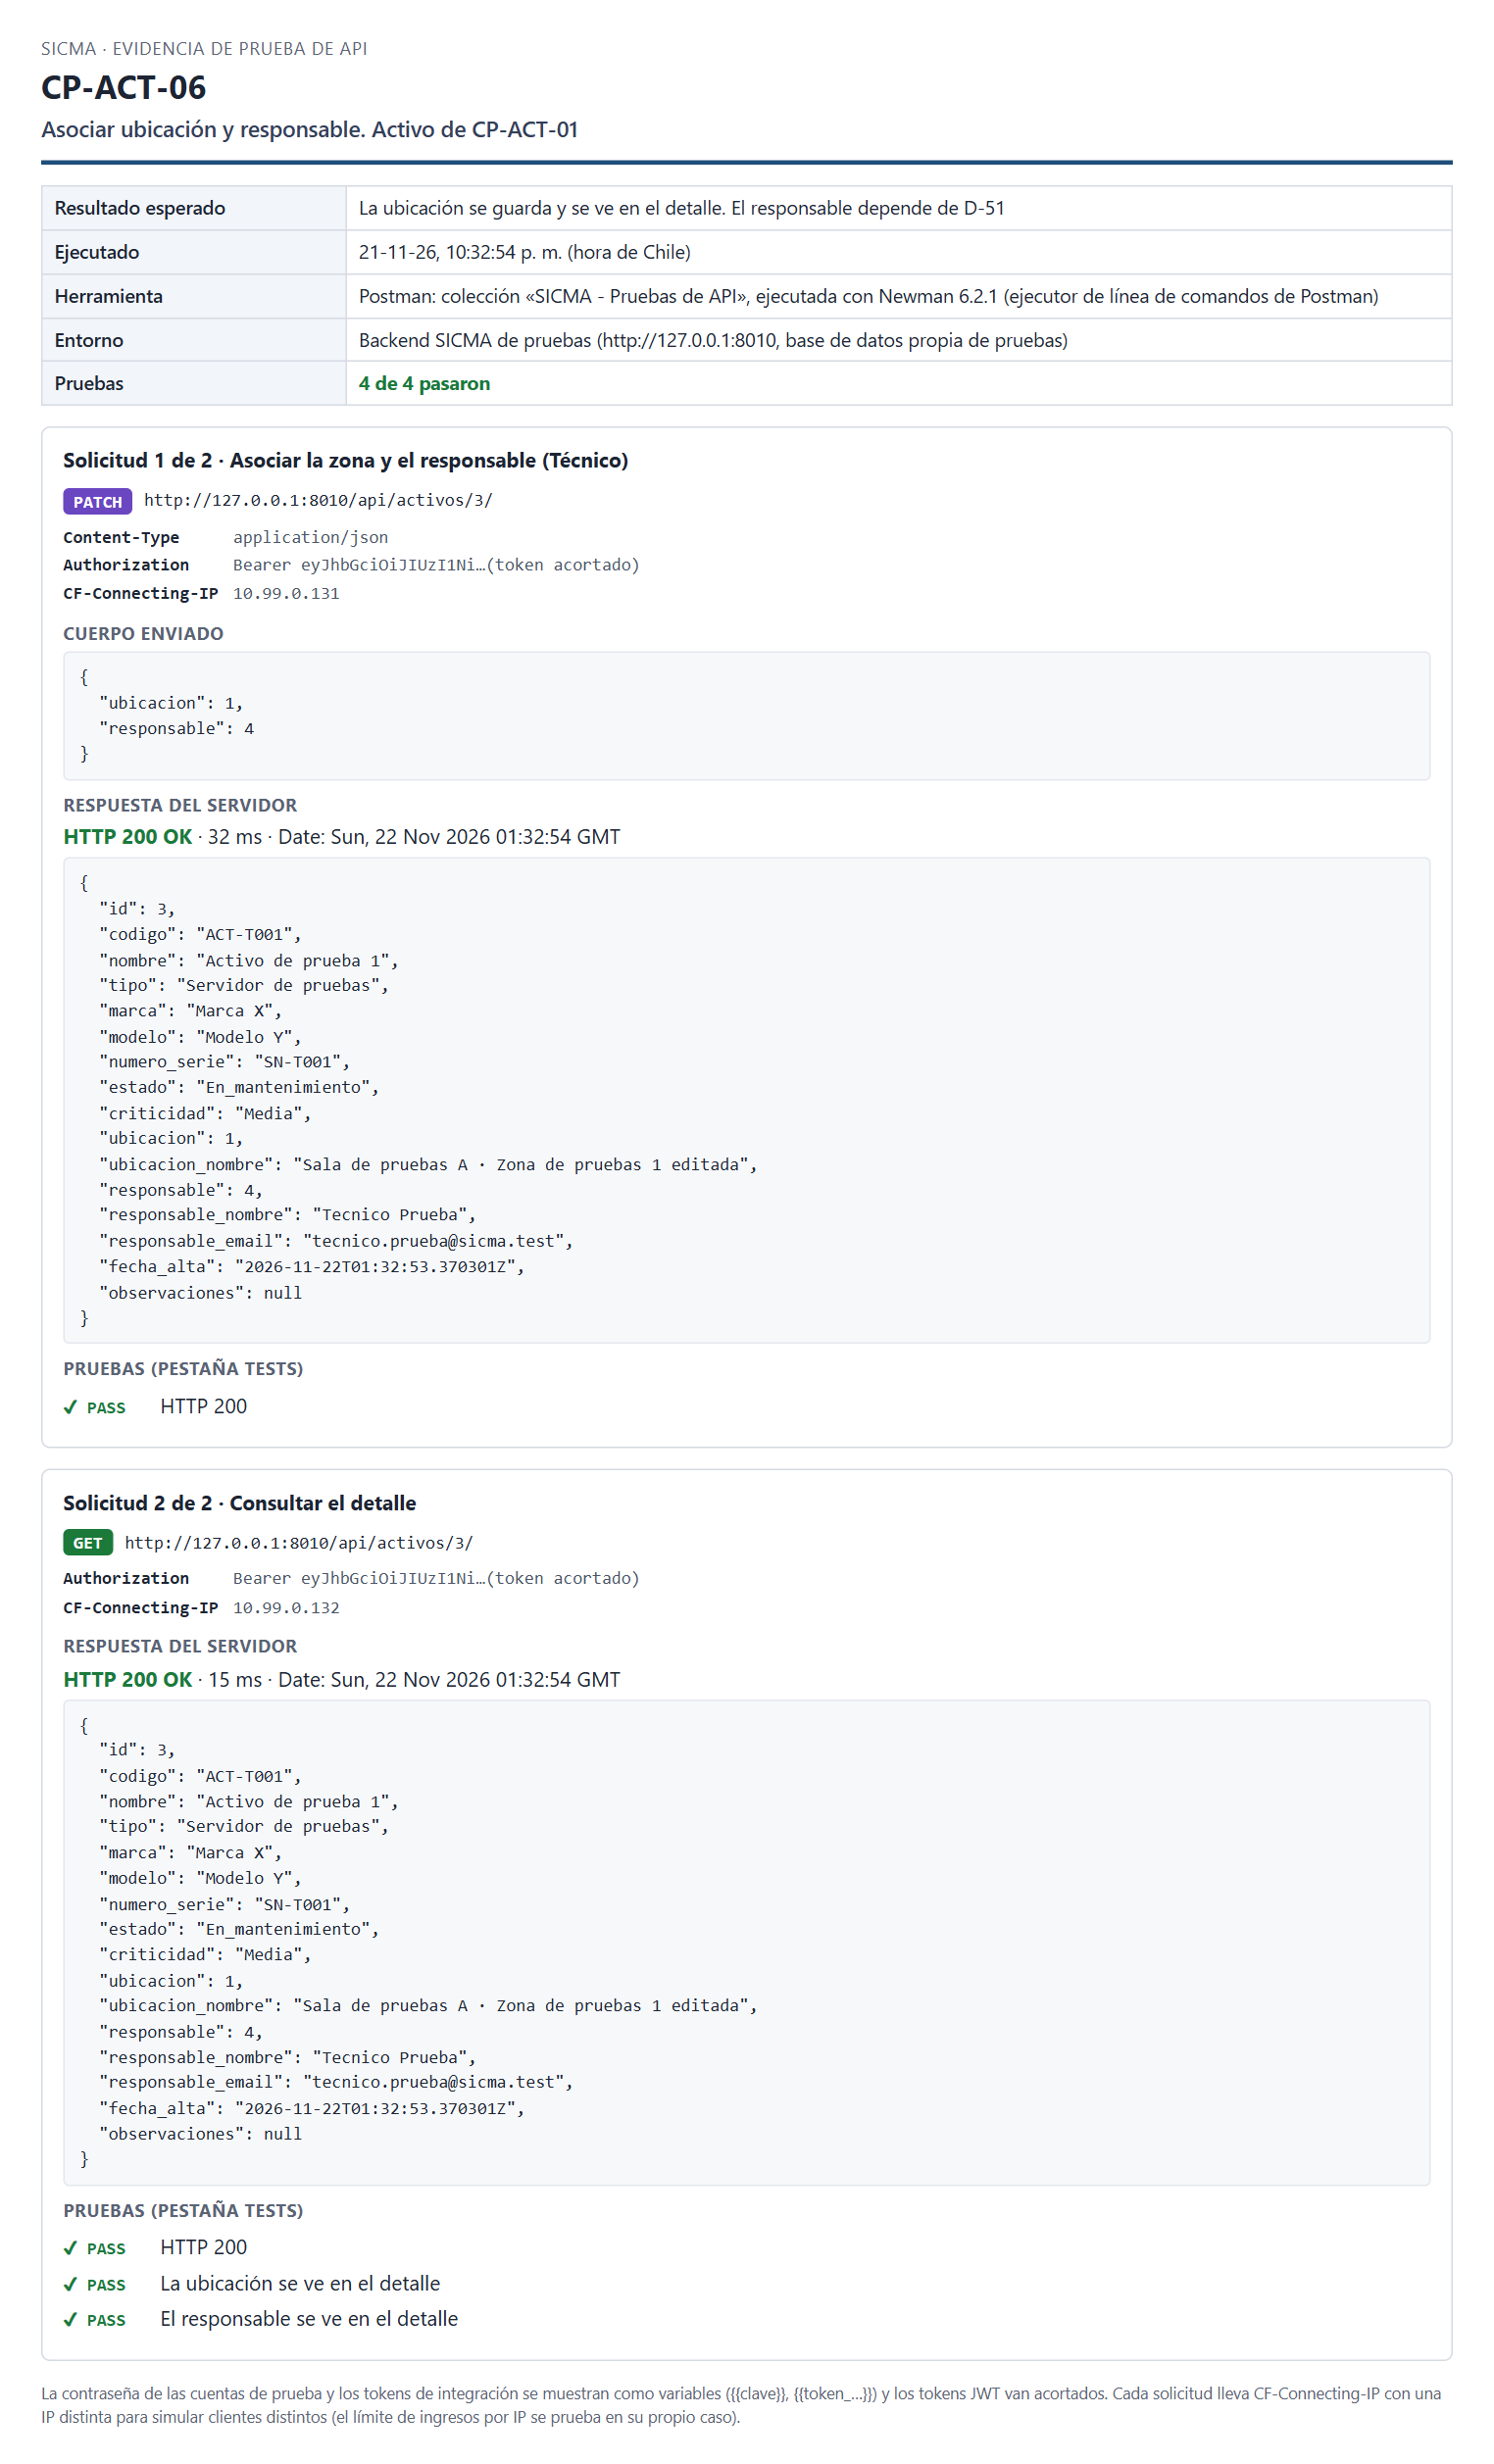 SICMA · EVIDENCIA DE PRUEBA DE API
CP-ACT-06
Asociar ubicación y responsable. Activo de CP-ACT-01
Resultado esperado La ubicación se guarda y se ve en el detalle. El responsable depende de D-51
Ejecutado 21-11-26, 10:32:54 p. m. (hora de Chile)
Herramienta Postman: colección «SICMA - Pruebas de API», ejecutada con Newman 6.2.1 (ejecutor de línea de comandos de Postman)
Entorno Backend SICMA de pruebas (http://127.0.0.1:8010, base de datos propia de pruebas)
Pruebas 4 de 4 pasaron
Solicitud 1 de 2 · Asociar la zona y el responsable (Técnico)
PATCH http://127.0.0.1:8010/api/activos/3/
Content-Type application/json
Authorization Bearer eyJhbGciOiJIUzI1Ni…(token acortado)
CF-Connecting-IP 10.99.0.131
CUERPO ENVIADO
{
  "ubicacion": 1,
  "responsable": 4
}
RESPUESTA DEL SERVIDOR
HTTP 200 OK · 32 ms · Date: Sun, 22 Nov 2026 01:32:54 GMT
{
  "id": 3,
  "codigo": "ACT-T001",
  "nombre": "Activo de prueba 1",
  "tipo": "Servidor de pruebas",
  "marca": "Marca X",
  "modelo": "Modelo Y",
  "numero_serie": "SN-T001",
  "estado": "En_mantenimiento",
  "criticidad": "Media",
  "ubicacion": 1,
  "ubicacion_nombre": "Sala de pruebas A · Zona de pruebas 1 editada",
  "responsable": 4,
  "responsable_nombre": "Tecnico Prueba",
  "responsable_email": "tecnico.prueba@sicma.test",
  "fecha_alta": "2026-11-22T01:32:53.370301Z",
  "observaciones": null
}
PRUEBAS (PESTAÑA TESTS)
✓ PASS HTTP 200
Solicitud 2 de 2 · Consultar el detalle
GET http://127.0.0.1:8010/api/activos/3/
Authorization Bearer eyJhbGciOiJIUzI1Ni…(token acortado)
CF-Connecting-IP 10.99.0.132
RESPUESTA DEL SERVIDOR
HTTP 200 OK · 15 ms · Date: Sun, 22 Nov 2026 01:32:54 GMT
{
  "id": 3,
  "codigo": "ACT-T001",
  "nombre": "Activo de prueba 1",
  "tipo": "Servidor de pruebas",
  "marca": "Marca X",
  "modelo": "Modelo Y",
  "numero_serie": "SN-T001",
  "estado": "En_mantenimiento",
  "criticidad": "Media",
  "ubicacion": 1,
  "ubicacion_nombre": "Sala de pruebas A · Zona de pruebas 1 editada",
  "responsable": 4,
  "responsable_nombre": "Tecnico Prueba",
  "responsable_email": "tecnico.prueba@sicma.test",
  "fecha_alta": "2026-11-22T01:32:53.370301Z",
  "observaciones": null
}
PRUEBAS (PESTAÑA TESTS)
✓ PASS HTTP 200
✓ PASS La ubicación se ve en el detalle
✓ PASS El responsable se ve en el detalle
La contraseña de las cuentas de prueba y los tokens de integración se muestran como variables ({{clave}}, {{token_…}}) y los tokens JWT van acortados. Cada solicitud lleva CF-Connecting-IP con una
IP distinta para simular clientes distintos (el límite de ingresos por IP se prueba en su propio caso).